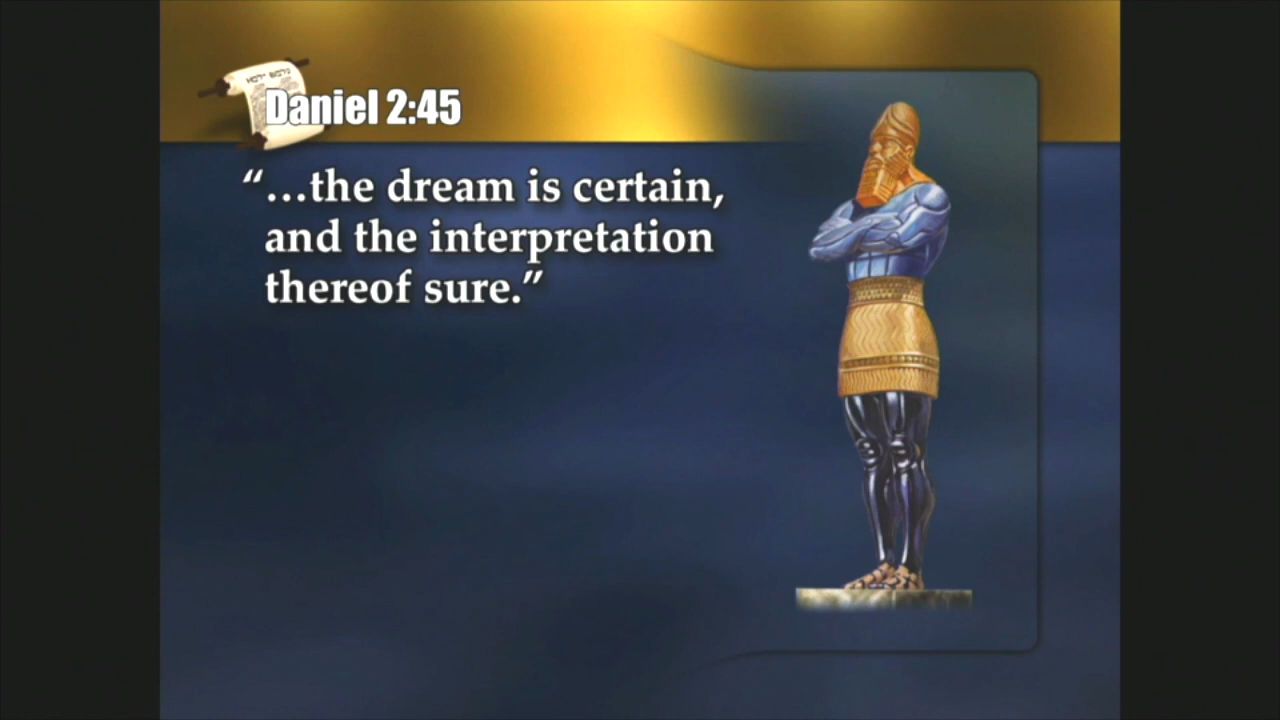 Daniel 2:45
“…the dream is certain,
and the interpretation
thereof sure.”